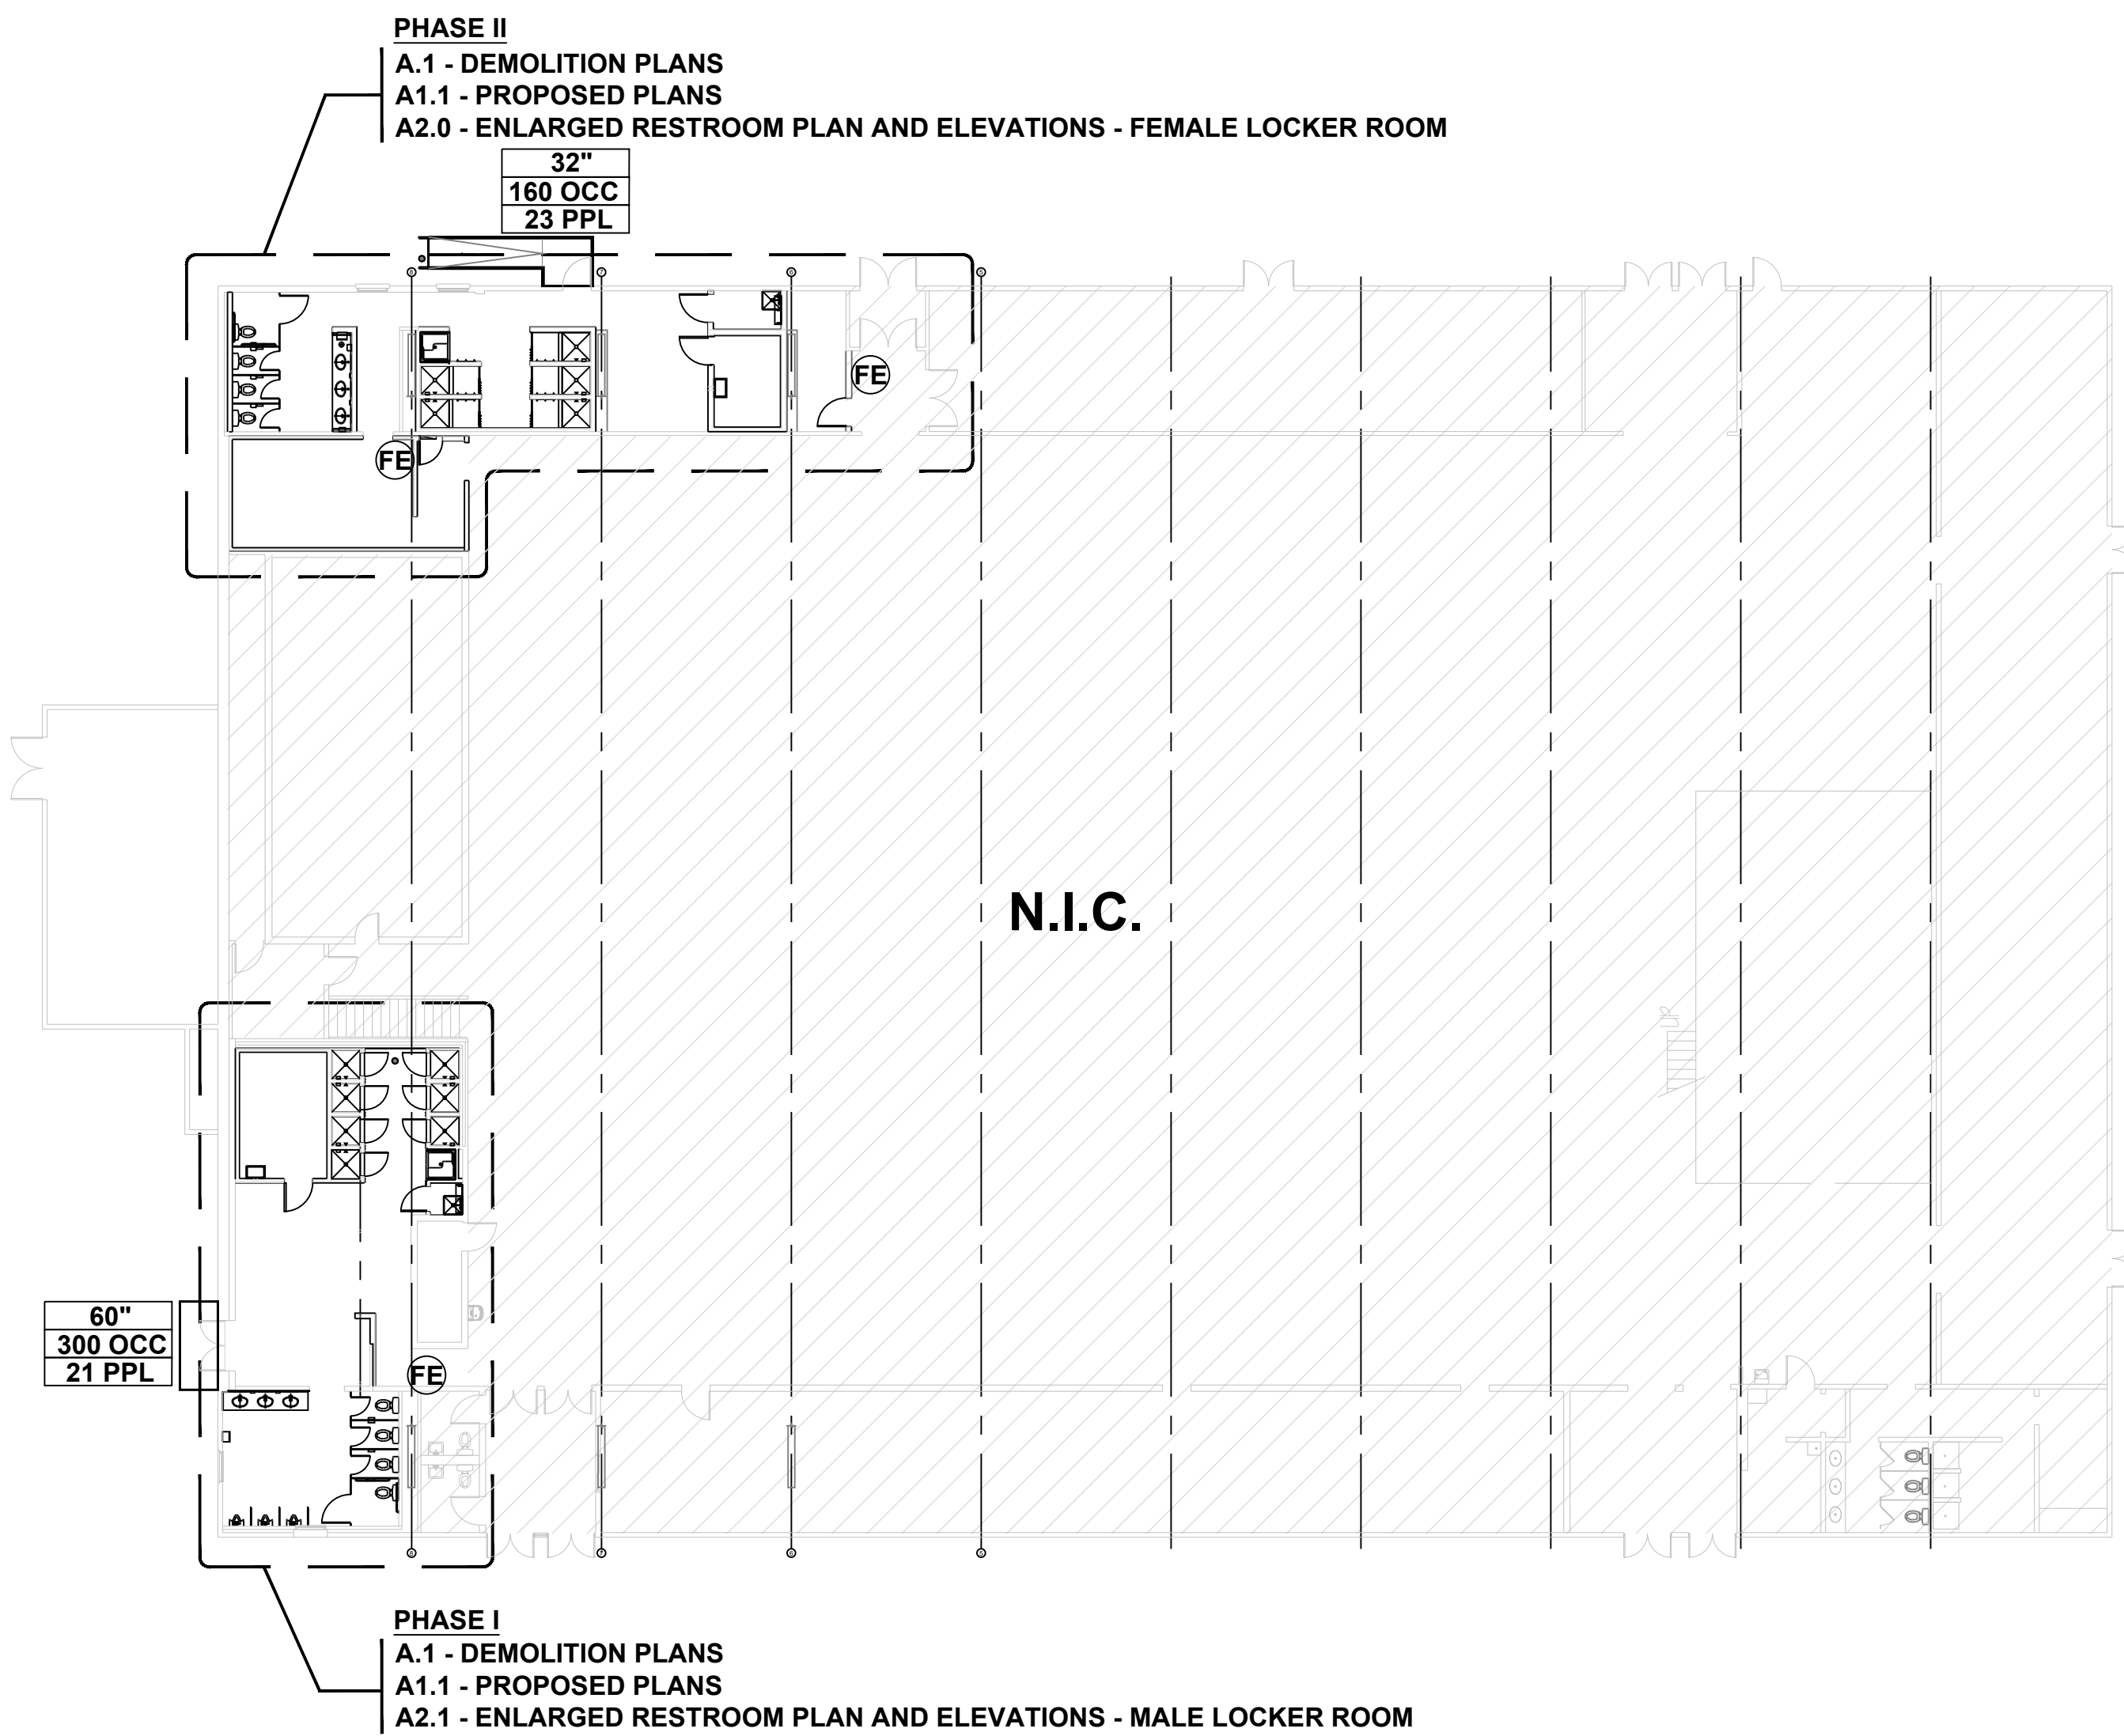 PHASE II
A.1 - DEMOLITION PLANS
A1.1 - PROPOSED PLANS
A2.0 - ENLARGED RESTROOM PLAN AND ELEVATIONS - FEMALE LOCKER ROOM
32"
160 OCC
23 PPL
FE
FE
N.I.C.
60"
300 OCC
21 PPL
FE
PHASE I
A.1 - DEMOLITION PLANS
A1.1 - PROPOSED PLANS
A2.1 - ENLARGED RESTROOM PLAN AND ELEVATIONS - MALE LOCKER ROOM